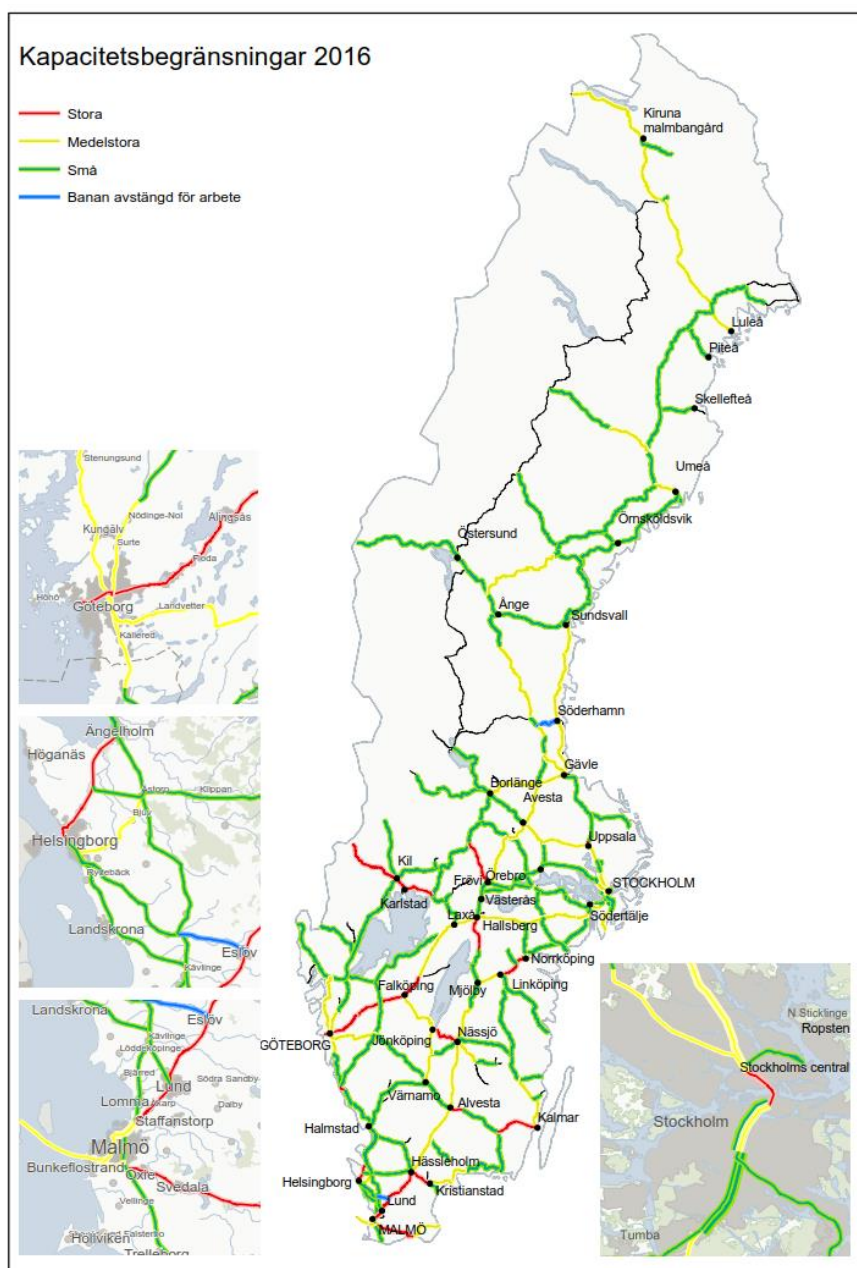 Kapacitetsbegränsningar 2016
Stora
Medelstora
Små
Banan avstängd för arbete
Kiruna
malmbangård
Luleå
Piteå
Skellefteå
Umeå
Örnsköldsvik
Östersund
Ånge
Sundsvall
Söderhamn
Gävle
Borlänge
Avesta
Uppsala
Kil
Frövi
Örebro
STOCKHOLM
Karlstad
Västerås
Laxå
Hallsberg
Södertälje
Norrköping
Falköping
Mjölby
Linköping
GÖTEBORG
Jönköping
Nässjö
Värnamo
Alvesta
Halmstad
Kalmar
Hässleholm
Helsingborg
Kristianstad
Lund
MALMÖ
Stenungsund
Nödinge-Nol
Alingsås
Kungälv
Surte
Floda
Hönö
Göteborg
Landvetter
Kållered
Ängelholm
Höganäs
Åstorp
Klippan
Bjuv
Helsingborg
Rydebäck
Landskrona
Eslöv
Kävlinge
Landskrona
Eslöv
Kävlinge
Löddeköpinge
Bjärred
Lund
Södra Sandby
Lomma
Dalby
Staffanstorp
Malmö
Bunkeflostrand
Oxie
Svedala
Vellinge
Höllviken
Trelleborg
N Sticklinge
Ropsten
Stockholms central
Stockholm
Tumba